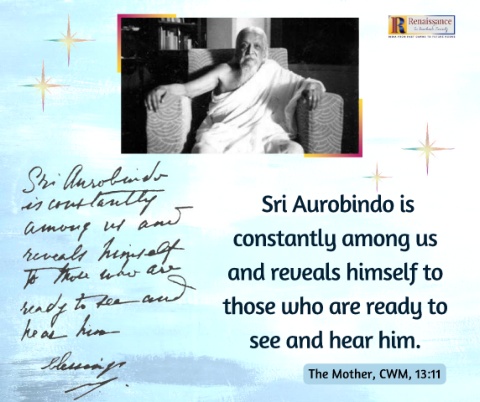 Renaissance
Sri Aurobindo
is constantly
among us and
reveals himself
to those who are
ready to see and
hear him
Blessings
Sri Aurobindo is
constantly among us
and reveals himself to
those who are ready to
see and hear him.
The Mother, CWM, 13:11